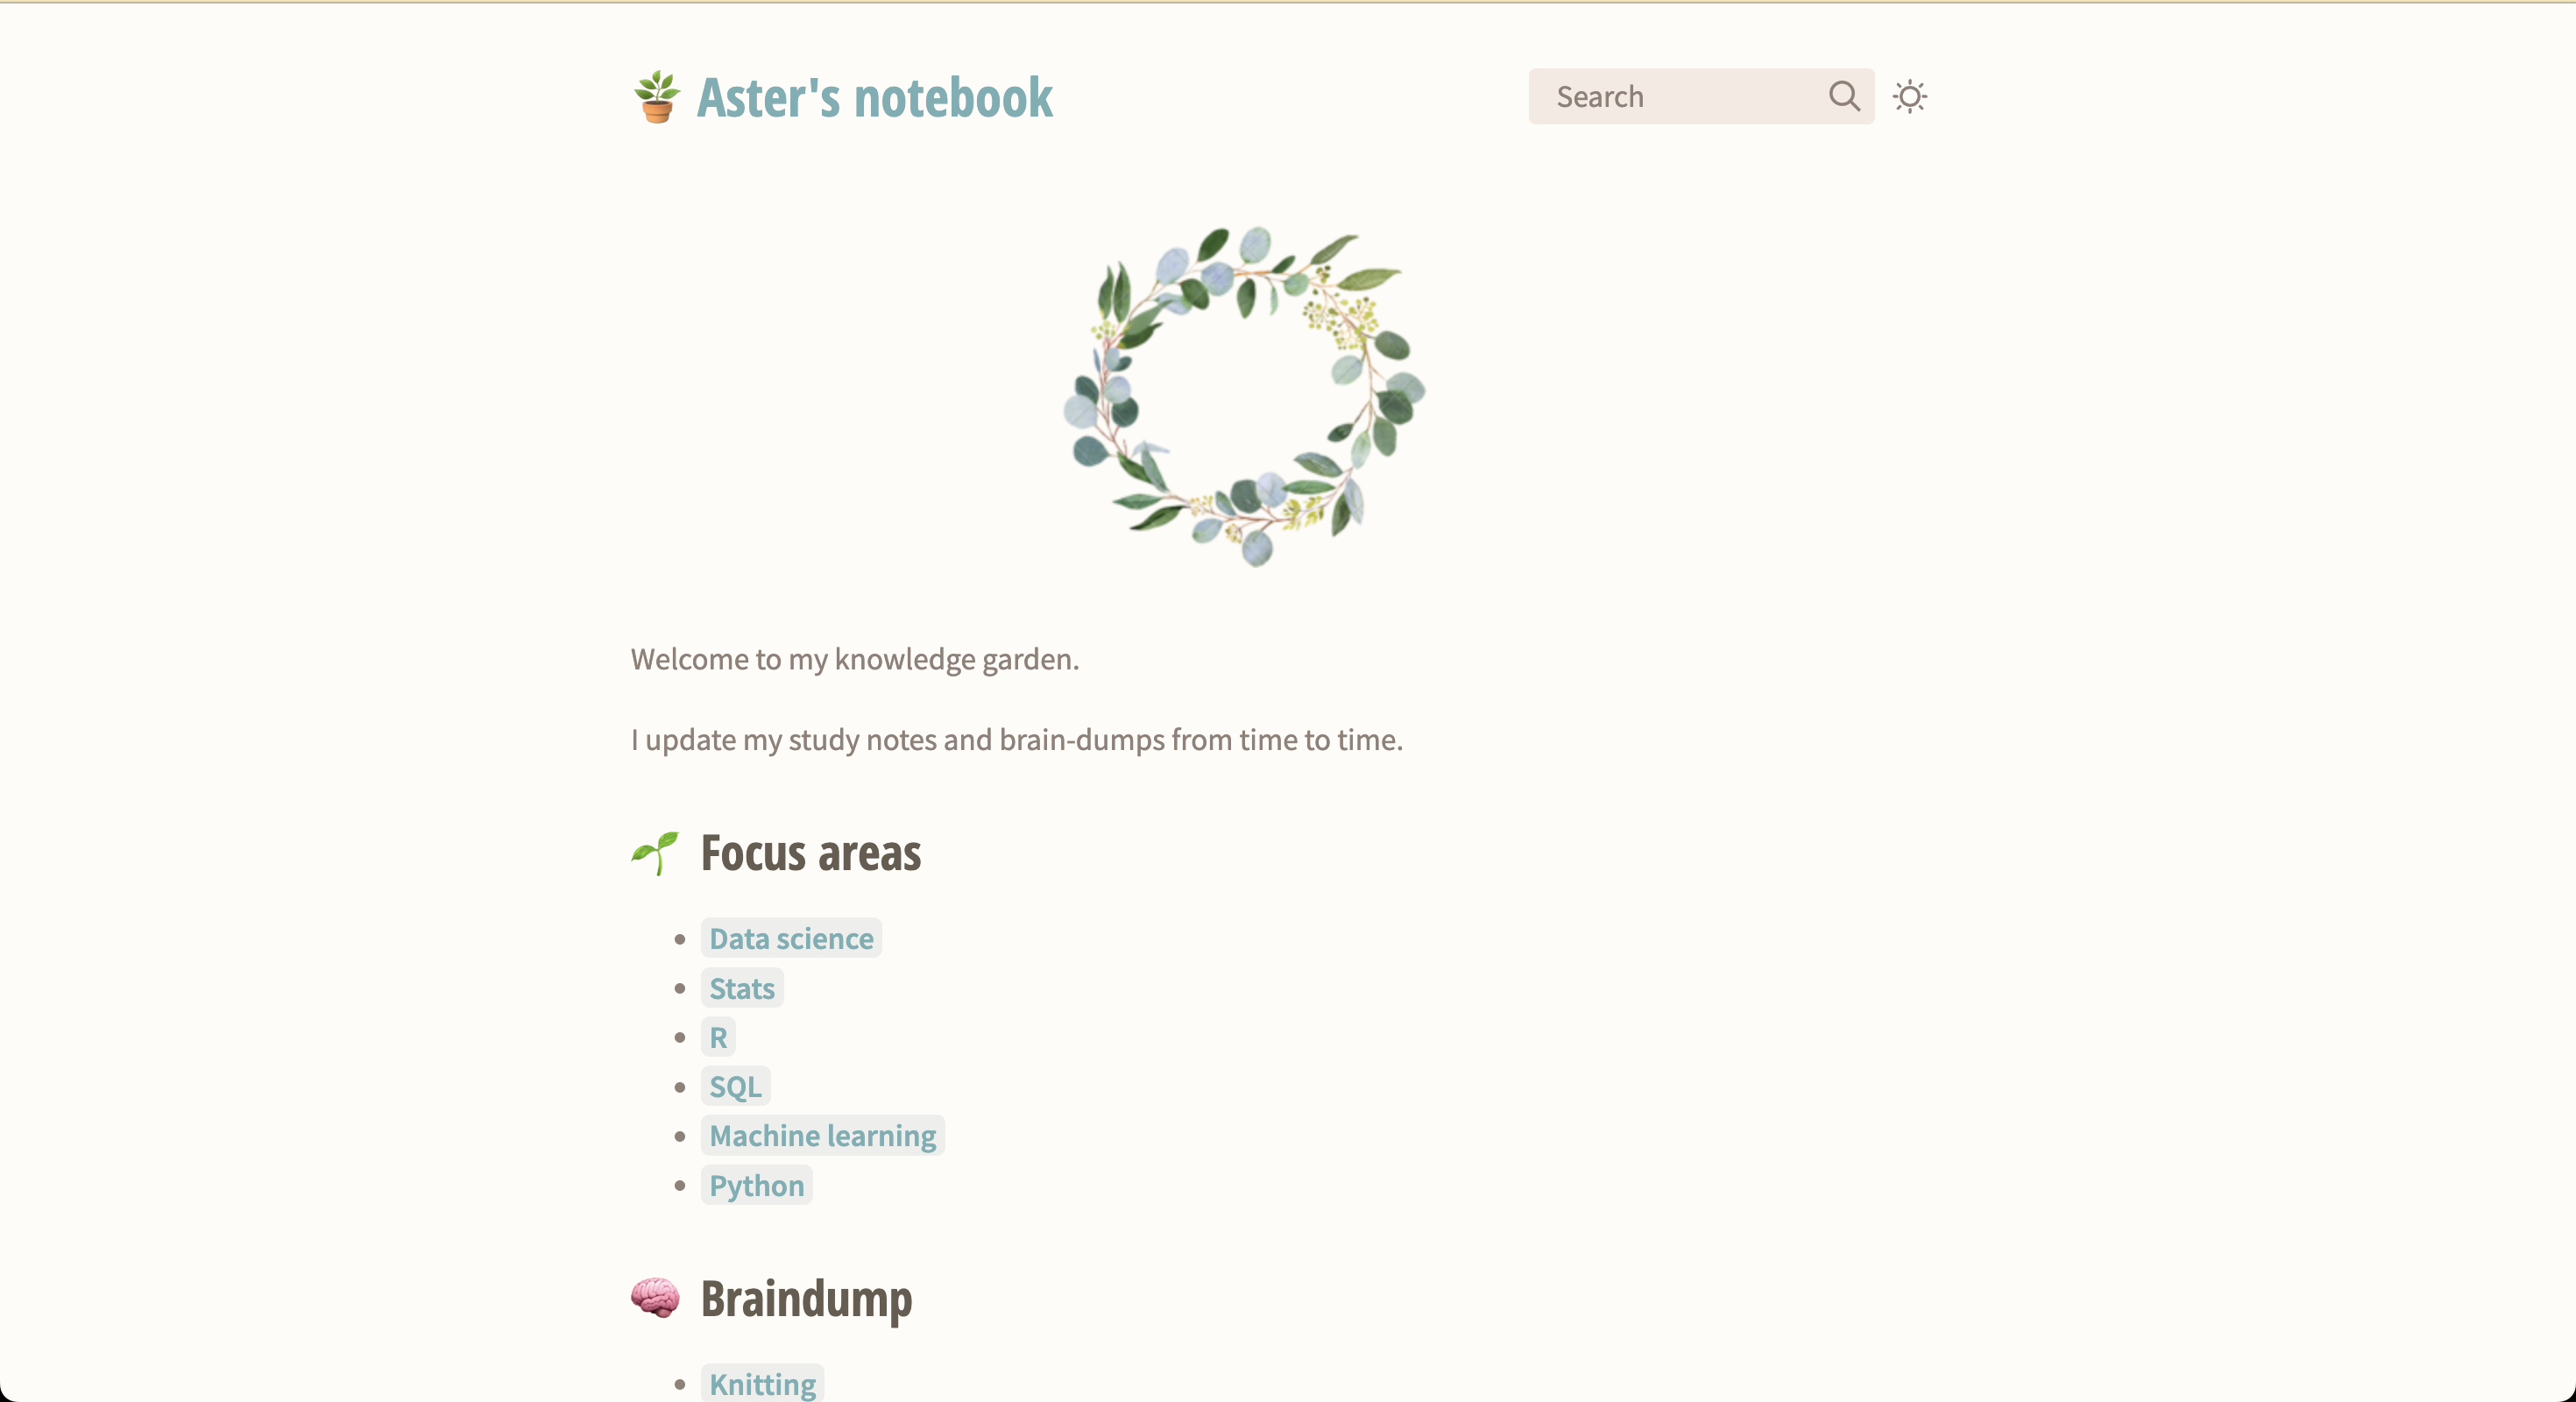 Aster's notebook
Search
Welcome to my knowledge garden.
I update my study notes and brain-dumps from time to time.
Focus areas
Data science
Stats
R
SQL
Machine learning
Python
Braindump
Knitting